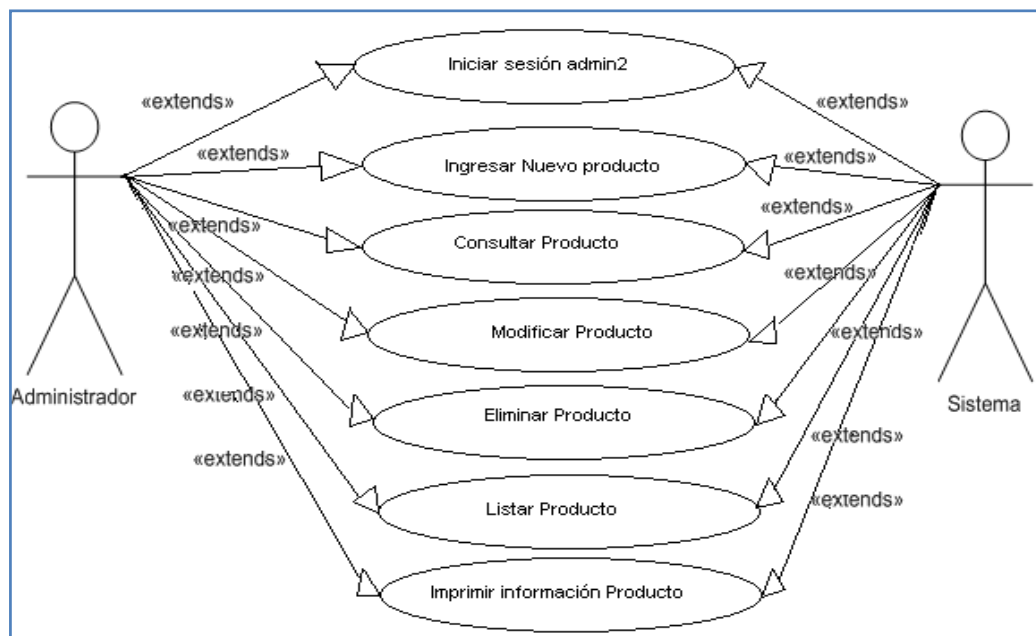 Iniciar sesión admin2
«extends»
«extends»
«extends»
«extends»
Ingresar Nuevo producto
«extends»
«extends»
Consultar Producto
«extends»
«extends»
Modificar Producto
«extends»
«extends»
Administrador
«extends»
Eliminar Producto
Sistema
«extends»
«extends»
Listar Producto
«extends»
Imprimir información Producto